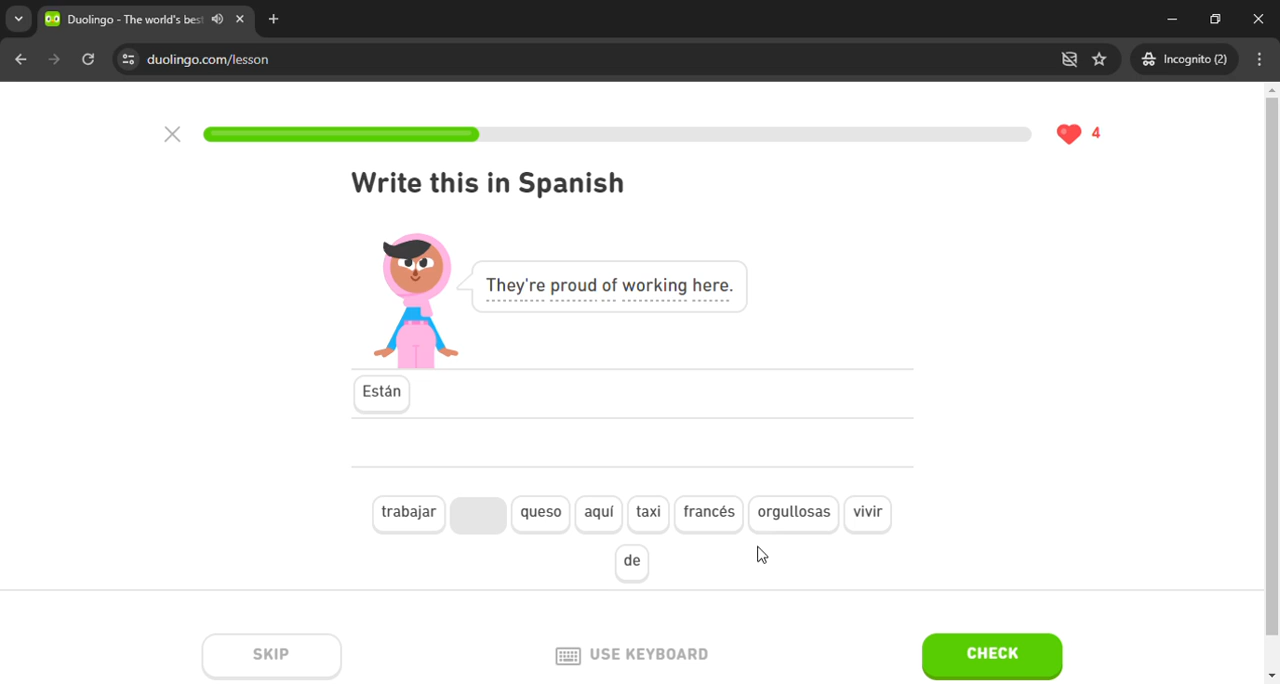 Duolingo - The world's best
duolingo.com/lesson
Incognito (2)
4
Write this in Spanish
They're proud of working here.
Están
trabajar queso aquí taxi francés orgullosas vivir
de
SKIP USE KEYBOARD CHECK